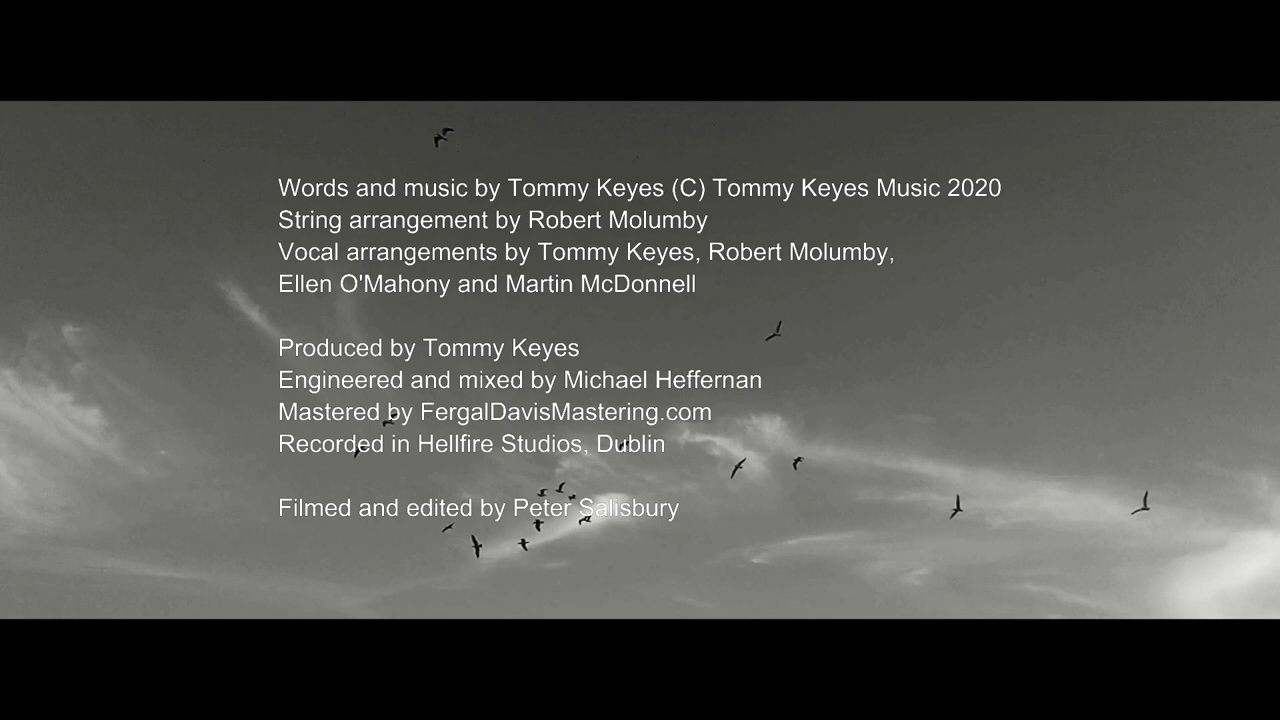 Words and music by Tommy Keyes (C) Tommy Keyes Music 2020
String arrangement by Robert Molumby
Vocal arrangements by Tommy Keyes, Robert Molumby,
Ellen O'Mahony and Martin McDonnell
Produced by Tommy Keyes
Engineered and mixed by Michael Heffernan
Mastered by FergalDavisMastering.com
Recorded in Hellfire Studios, Dublin
Filmed and edited by Peter Salisbury